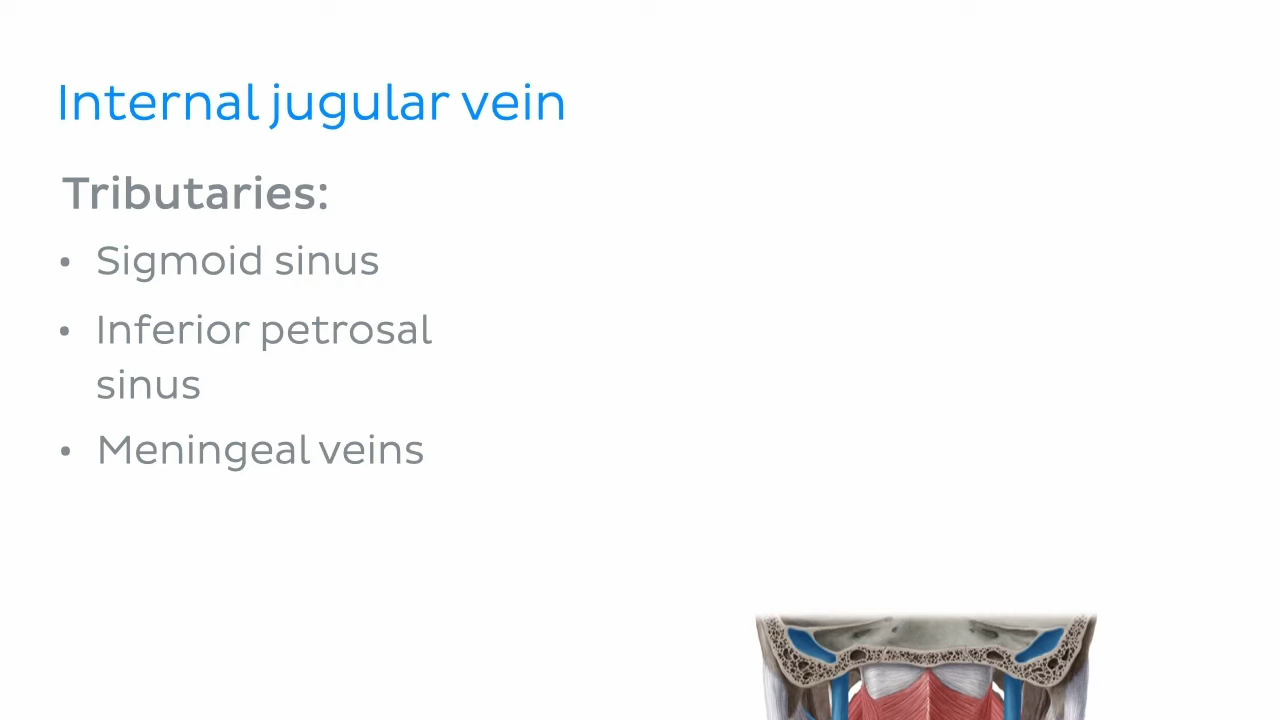 Internal jugular vein
Tributaries:
• Sigmoid sinus
• Inferior petrosal
sinus
• Meningeal veins